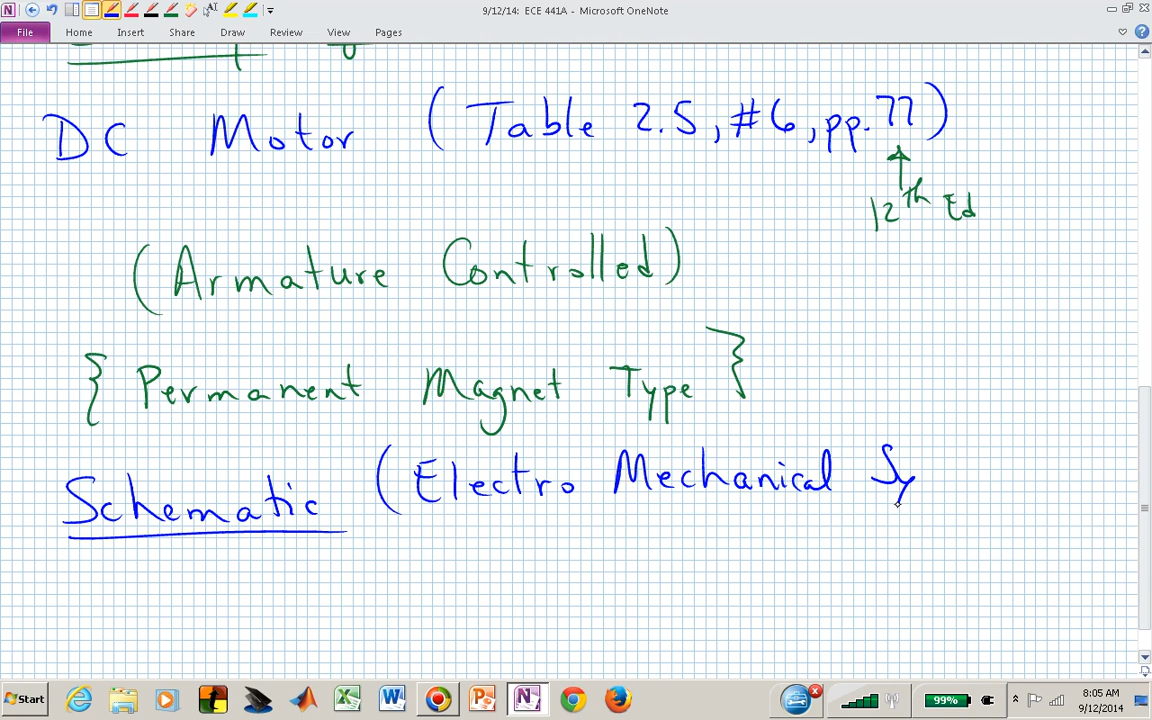 9/12/14: ECE 441A - Microsoft OneNote
File Home Insert Share Draw Review View Pages
DC Motor (Table 2.5, #6, pp. 77)
12th Ed
(Armature Controlled)
{Permanent Magnet Type}
Schematic (Electro Mechanical Sy
Start
99%
8:05 AM
9/12/2014